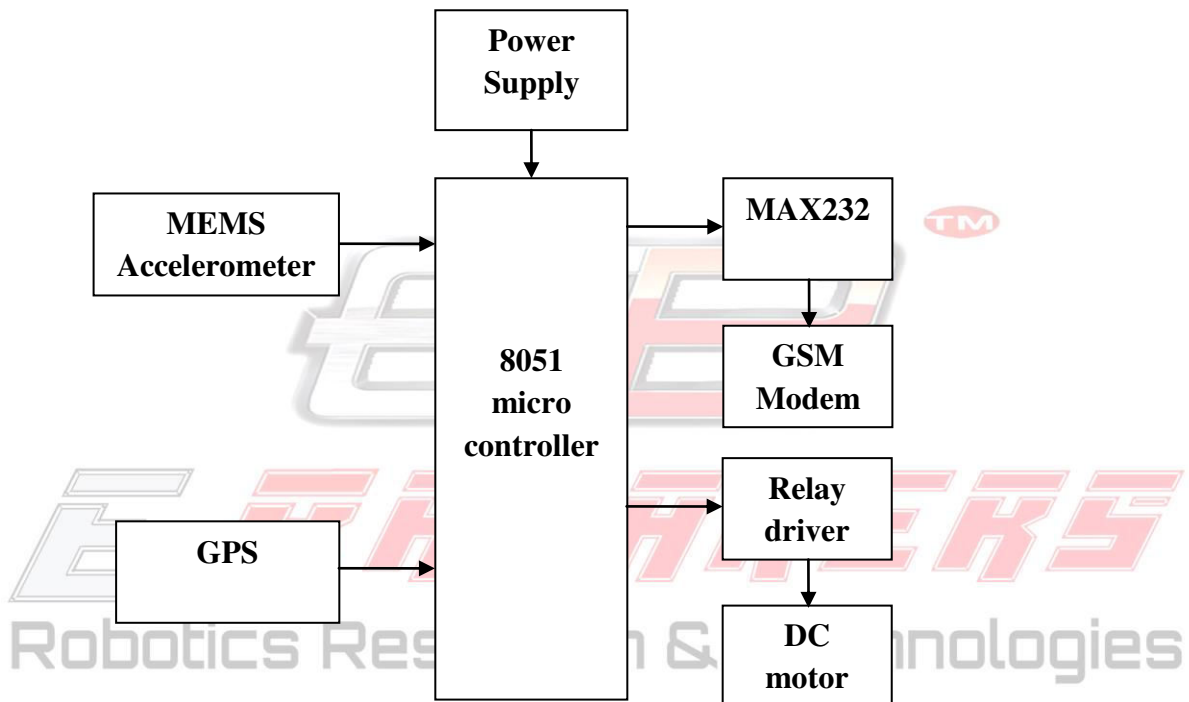 Power
Supply
MEMS
Accelerometer
MAX232
TM
8051
micro
controller
GSM
Modem
Relay
driver
GPS
DC
motor
Robotics Res
n &
nologies